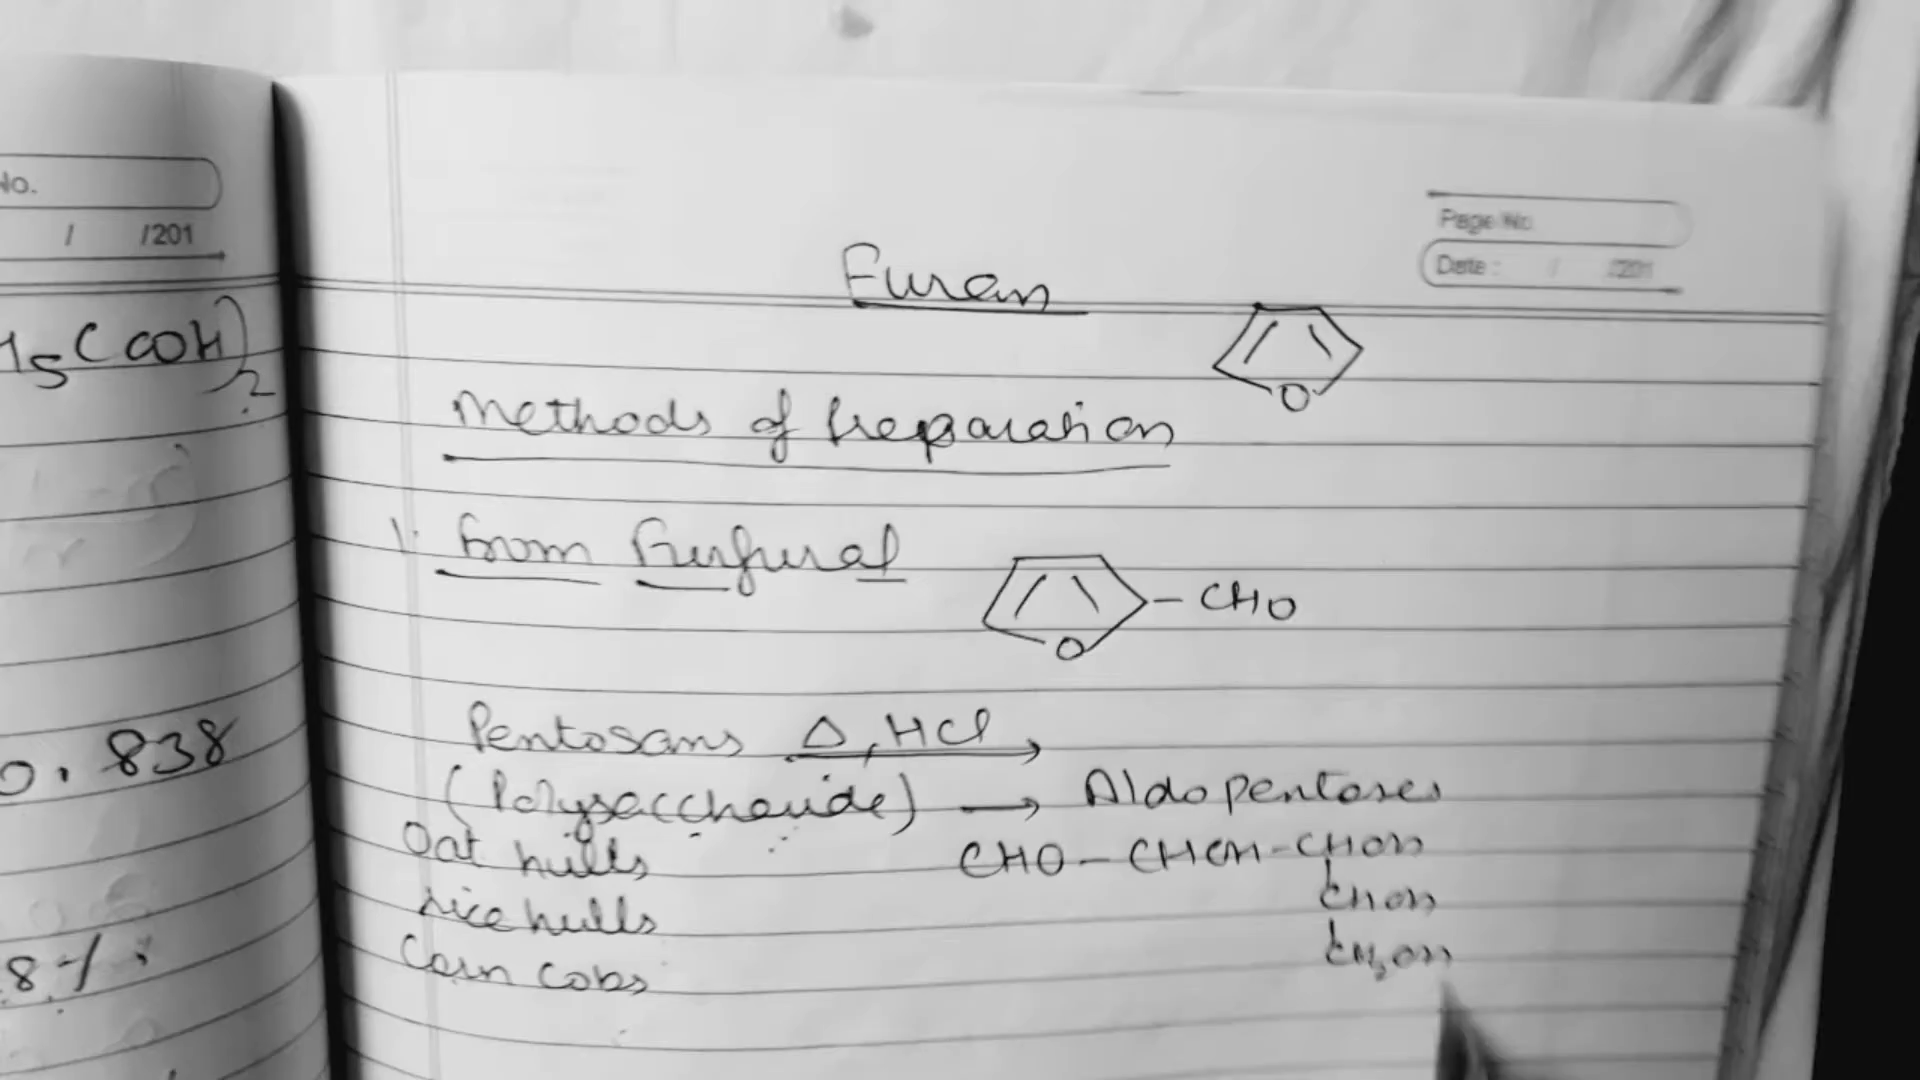 No.
/ /201
H5(COOH)2
0.838
8%
Page No.
Date : / /201
Furan
O
Methods of Preparation
1. From Furfural
O - CHO
Pentosans Δ, HCl →
(Polysaccharide) → Aldopentoses
Oat hulls CHO - CHOH - CHOH
rice hulls CHOH
Corn cobs CH2OH